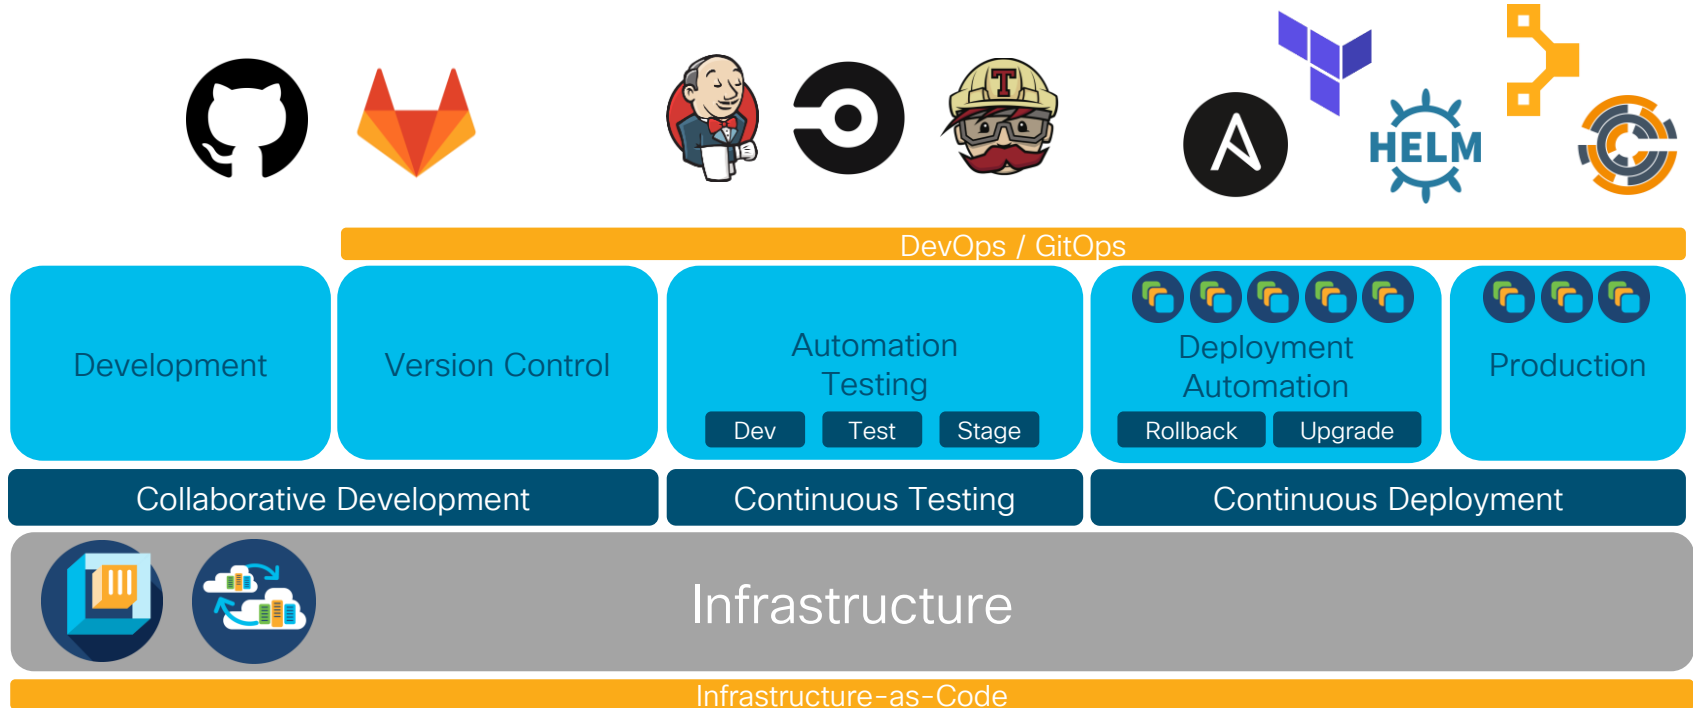 T
HELM
DevOps / GitOps
Development
Version Control
Automation
Testing
Dev
Test
Stage
Deployment
Automation
Rollback
Upgrade
Production
Collaborative Development
Continuous Testing
Continuous Deployment
Infrastructure
Infrastructure-as-Code